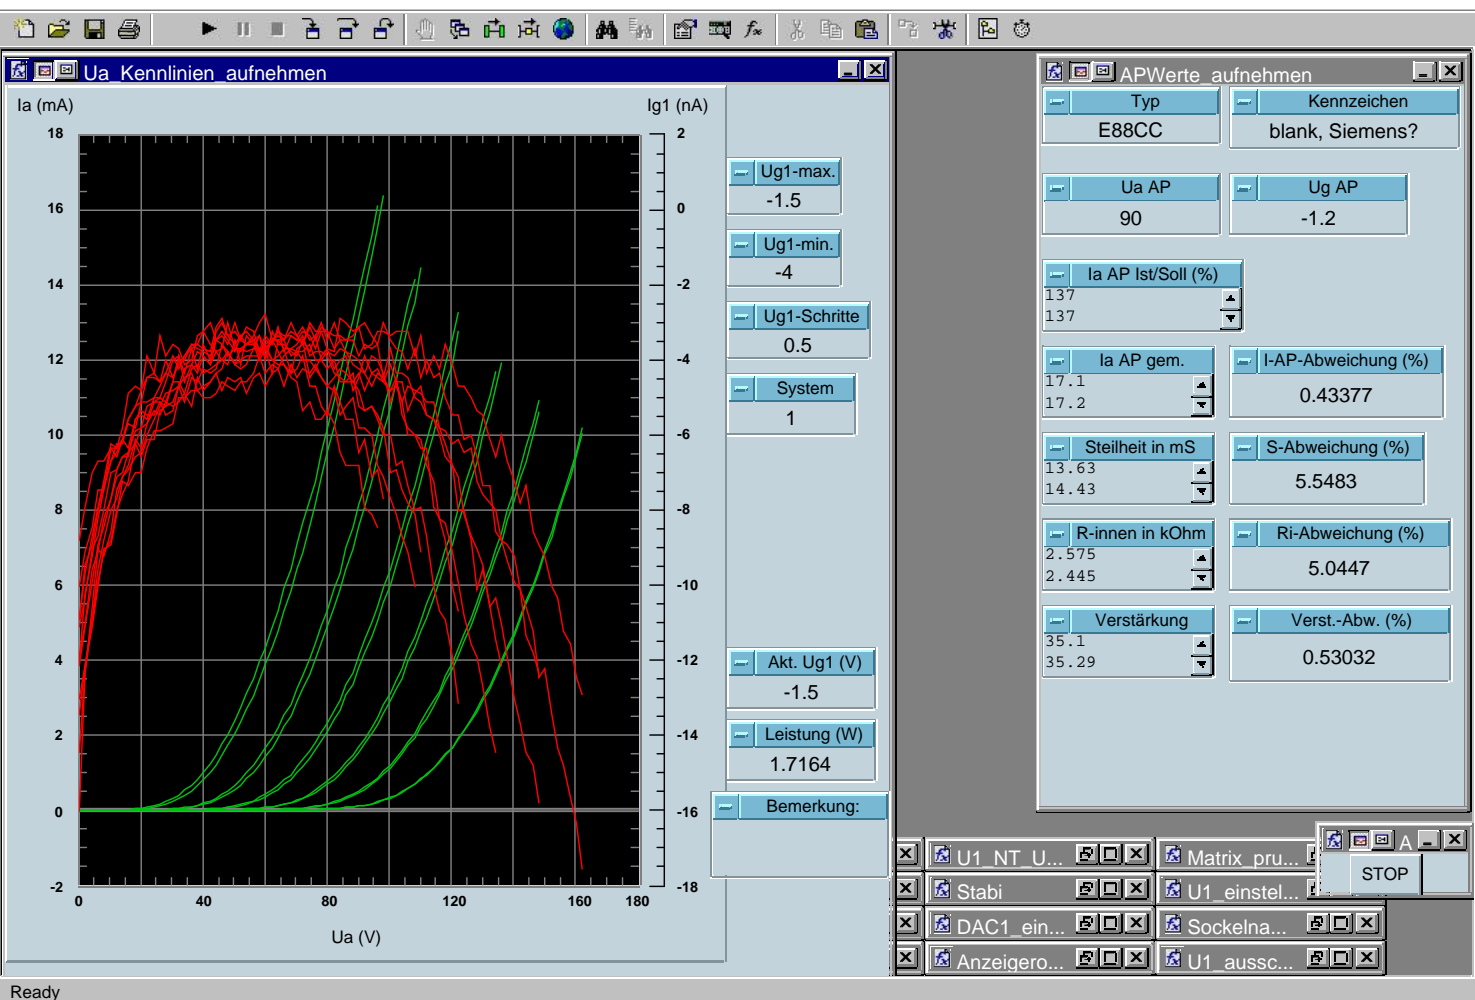 Ua_Kennlinien_aufnehmen
Ia (mA)
Ig1 (nA)
18
16
14
12
10
8
6
4
2
0
-2
2
0
-2
-4
-6
-8
-10
-12
-14
-16
-18
0
40
80
120
160
180
Ua (V)
Ug1-max.
-1.5
Ug1-min.
-4
Ug1-Schritte
0.5
System
1
Akt. Ug1 (V)
-1.5
Leistung (W)
1.7164
Bemerkung:
APWerte_aufnehmen
Typ
E88CC
Kennzeichen
blank, Siemens?
Ua AP
90
Ug AP
-1.2
Ia AP Ist/Soll (%)
137
137
Ia AP gem.
17.1
17.2
I-AP-Abweichung (%)
0.43377
Steilheit in mS
13.63
14.43
S-Abweichung (%)
5.5483
R-innen in kOhm
2.575
2.445
Ri-Abweichung (%)
5.0447
Verstärkung
35.1
35.29
Verst.-Abw. (%)
0.53032
A
STOP
U1_NT_U...
Matrix_pru...
Stabi
U1_einstel...
DAC1_ein...
Sockelna...
Anzeigero...
U1_aussc...
Ready